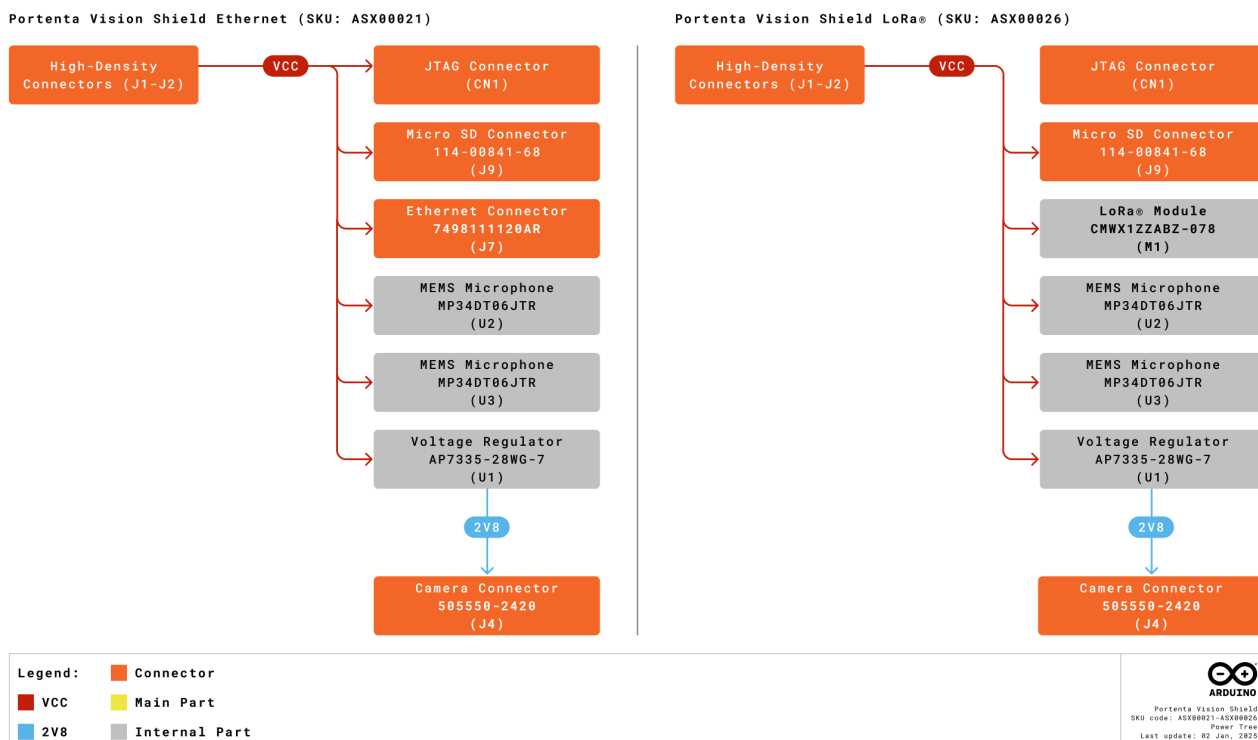 Portenta Vision Shield Ethernet (SKU: ASX00021)
High-Density
Connectors (J1-J2)
VCC
JTAG Connector
(CN1)
Micro SD Connector
114-00841-68
(J9)
Ethernet Connector
7498111120AR
(J7)
MEMS Microphone
MP34DT06JTR
(U2)
MEMS Microphone
MP34DT06JTR
(U3)
Voltage Regulator
AP7335-28WG-7
(U1)
2V8
Camera Connector
505550-2420
(J4)
Portenta Vision Shield LoRa® (SKU: ASX00026)
High-Density
Connectors (J1-J2)
VCC
JTAG Connector
(CN1)
Micro SD Connector
114-00841-68
(J9)
LoRa® Module
CMWX1ZZABZ-078
(M1)
MEMS Microphone
MP34DT06JTR
(U2)
MEMS Microphone
MP34DT06JTR
(U3)
Voltage Regulator
AP7335-28WG-7
(U1)
2V8
Camera Connector
505550-2420
(J4)
Legend:
VCC
2V8
Connector
Main Part
Internal Part
ARDUINO
Portenta Vision Shield
SKU code: ASX00021-ASX00026
Power Tree
Last update: 02 Jan, 2025